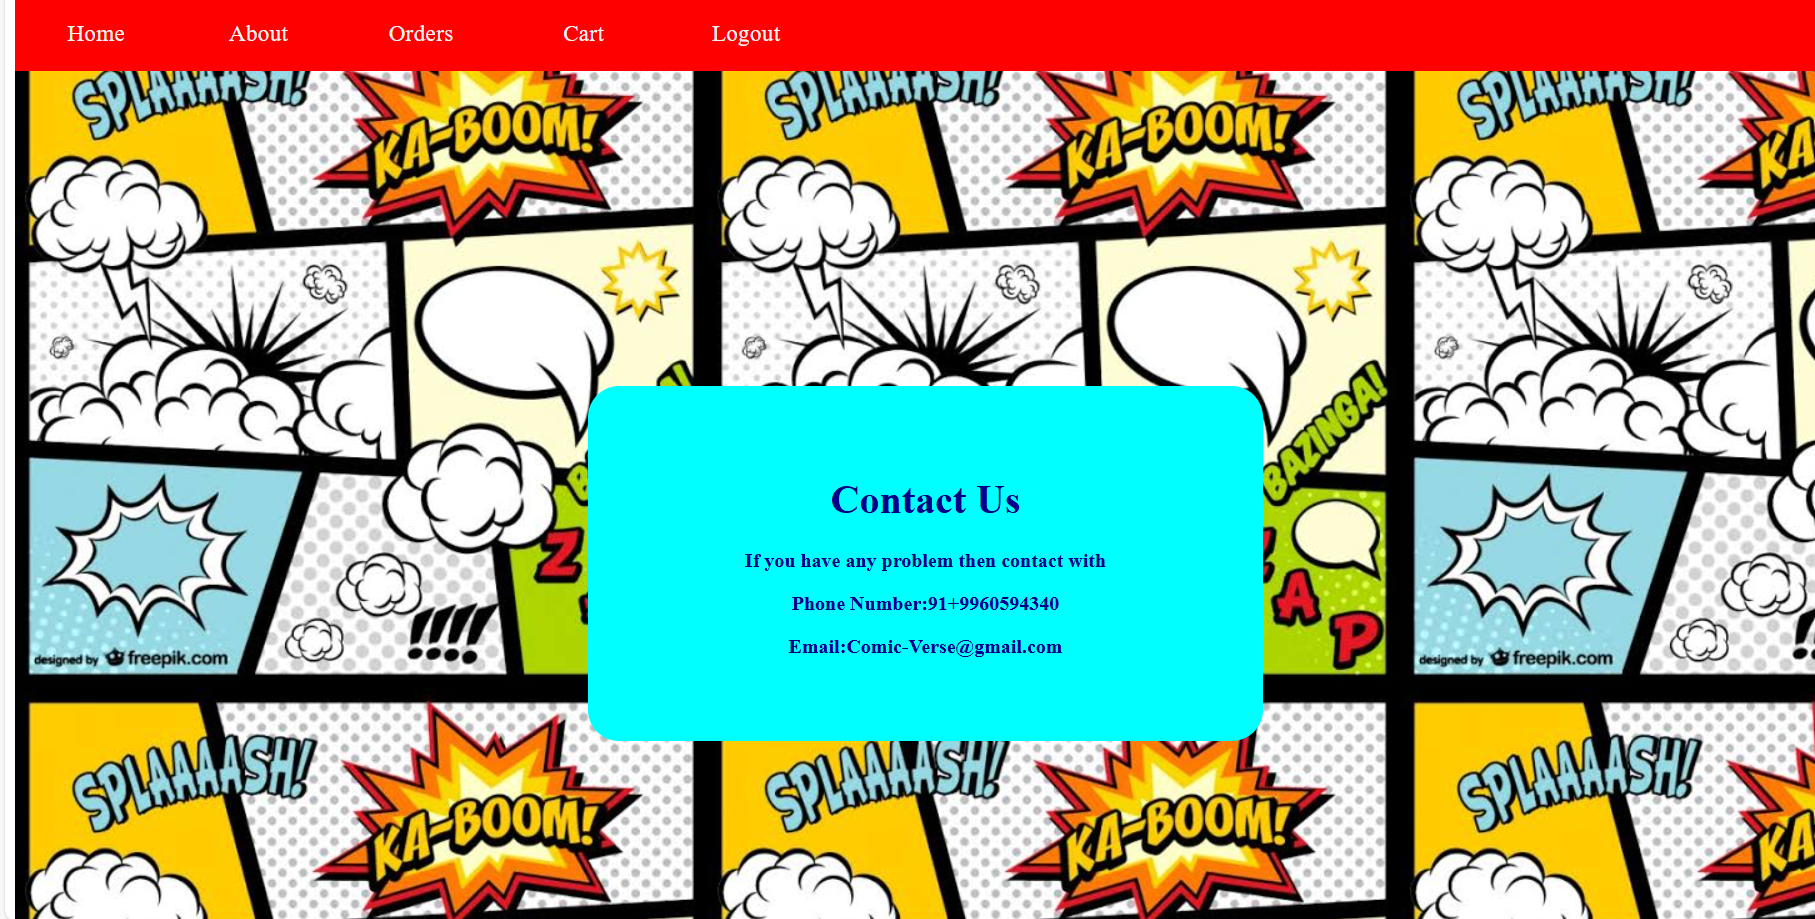 Home About Orders Cart Logout
SPLAAAASH! KA-BOOM! SPLAAAASH! KA-BOOM! SPLAAAASH! KA
BAZINGA!
Contact Us
If you have any problem then contact with
Phone Number:91+9960594340
Email:Comic-Verse@gmail.com
Z
A
P
!!!!
designed by freepik.com
designed by freepik.com
SPLAAAASH! KA-BOOM! SPLAAAASH! KA-BOOM! SPLAAAASH! KA